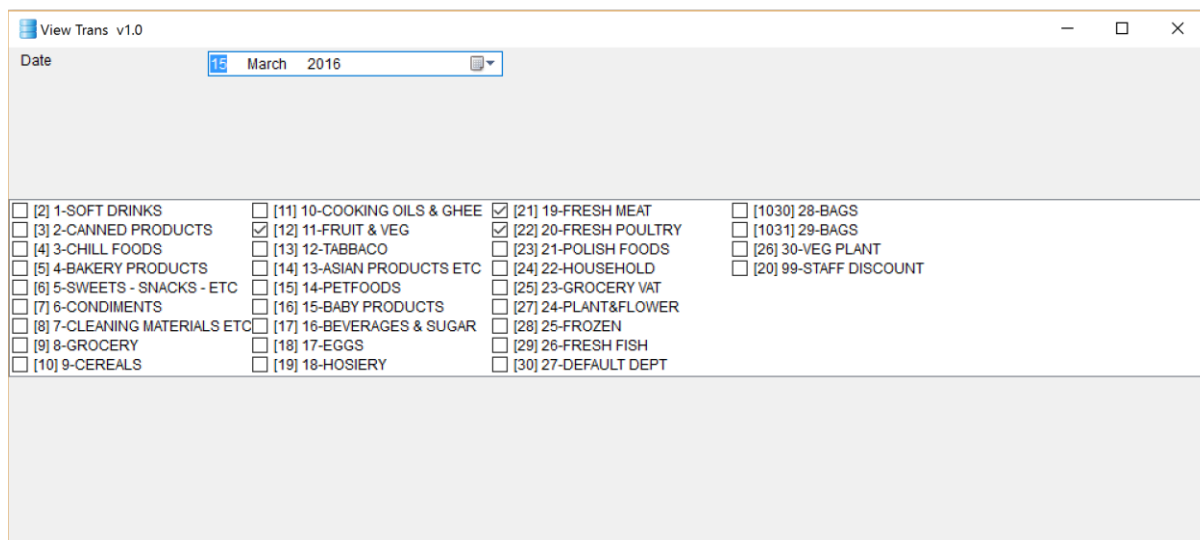 View Trans v1.0
Date
15 March 2016
[2] 1-SOFT DRINKS
[3] 2-CANNED PRODUCTS
[4] 3-CHILL FOODS
[5] 4-BAKERY PRODUCTS
[6] 5-SWEETS - SNACKS - ETC
[7] 6-CONDIMENTS
[8] 7-CLEANING MATERIALS ETC
[9] 8-GROCERY
[10] 9-CEREALS
[11] 10-COOKING OILS & GHEE
[12] 11-FRUIT & VEG
[13] 12-TABBACO
[14] 13-ASIAN PRODUCTS ETC
[15] 14-PETFOODS
[16] 15-BABY PRODUCTS
[17] 16-BEVERAGES & SUGAR
[18] 17-EGGS
[19] 18-HOSIERY
[21] 19-FRESH MEAT
[22] 20-FRESH POULTRY
[23] 21-POLISH FOODS
[24] 22-HOUSEHOLD
[25] 23-GROCERY VAT
[27] 24-PLANT&FLOWER
[28] 25-FROZEN
[29] 26-FRESH FISH
[30] 27-DEFAULT DEPT
[1030] 28-BAGS
[1031] 29-BAGS
[26] 30-VEG PLANT
[20] 99-STAFF DISCOUNT